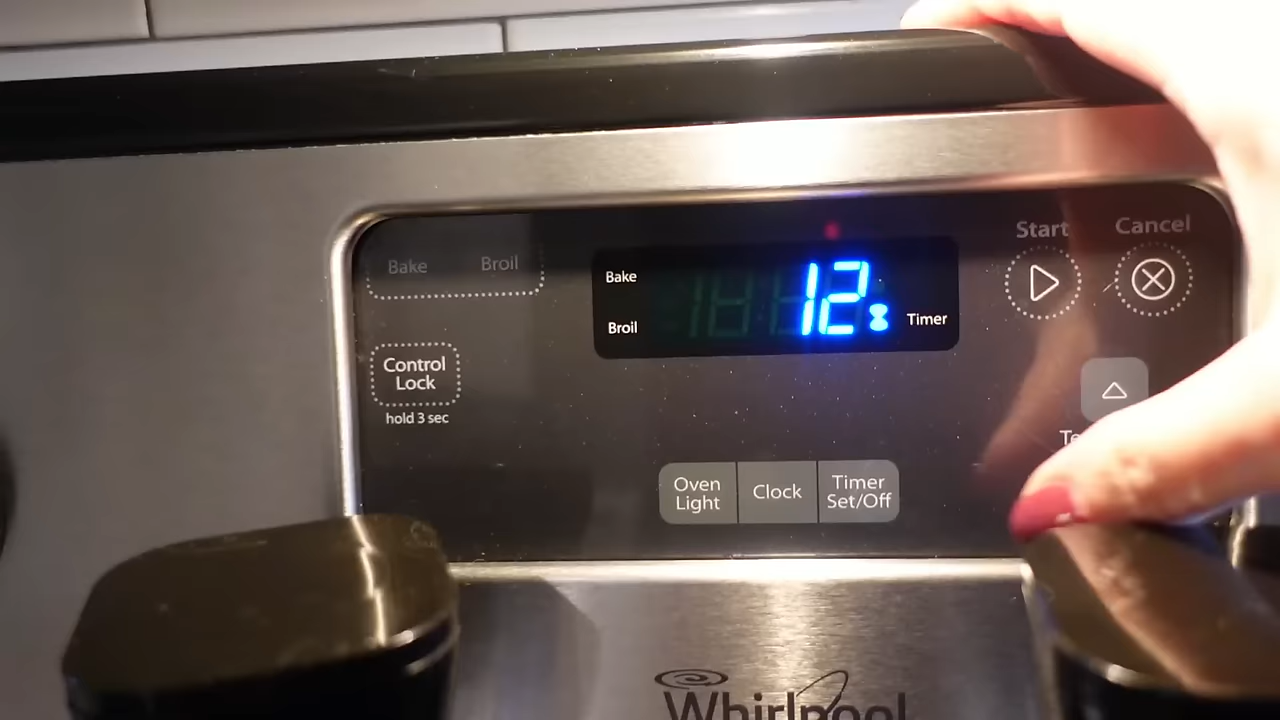 Bake Broil
Control
Lock
hold 3 sec
Bake
Broil
12
Timer
Start
Cancel
Oven
Light
Clock
Timer
Set/Off
Whirlpool